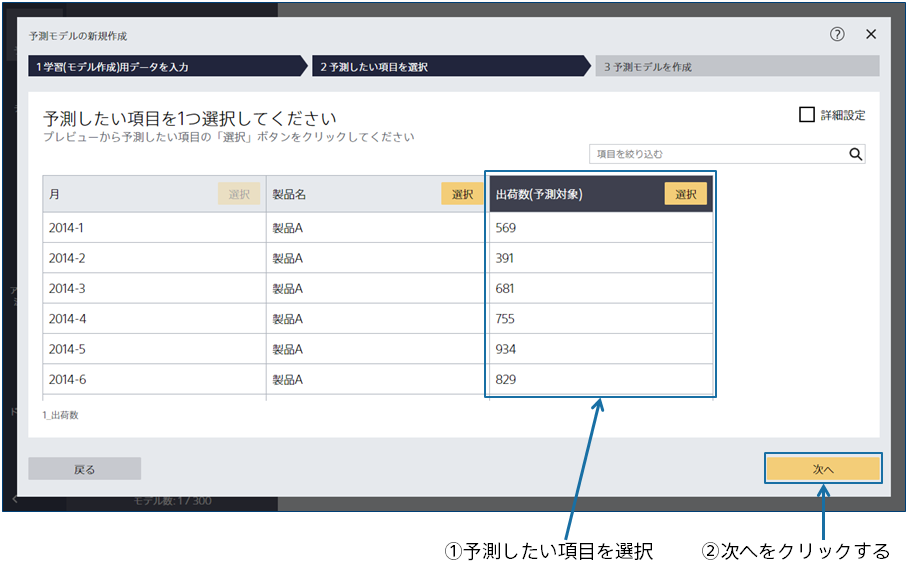 予測モデルの新規作成
1 学習(モデル作成)用データを入力 2 予測したい項目を選択 3 予測モデルを作成
予測したい項目を1つ選択してください
詳細設定
プレビューから予測したい項目の「選択」ボタンをクリックしてください
項目を絞り込む
月 選択 製品名 選択 出荷数(予測対象) 選択
2014-1 製品A 569
2014-2 製品A 391
2014-3 製品A 681
2014-4 製品A 755
2014-5 製品A 934
2014-6 製品A 829
1_出荷数
戻る 次へ
モデル数: 1 / 300
①予測したい項目を選択 ②次へをクリックする